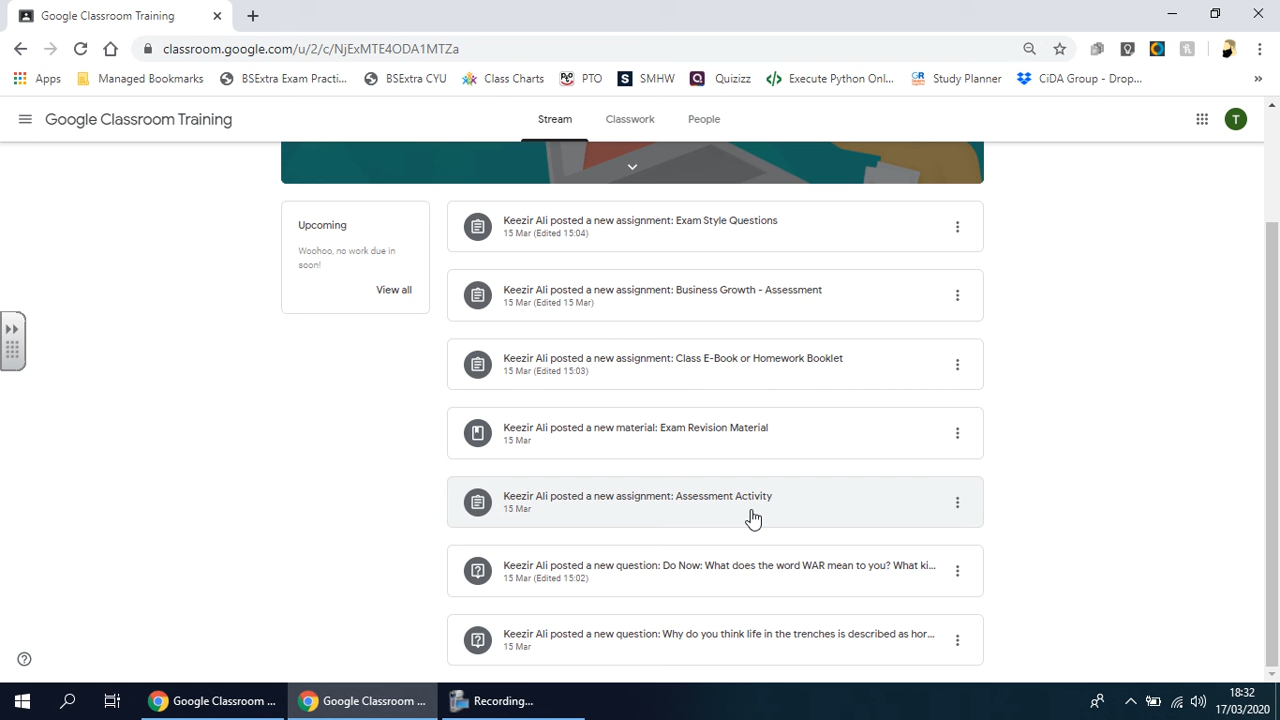 Google Classroom Training
classroom.google.com/u/2/c/NjExMTE4ODA1MTZa
Apps Managed Bookmarks BSExtra Exam Practi... BSExtra CYU Class Charts PTO SMHW Quizizz Execute Python Onl... Study Planner CiDA Group - Drop...
Google Classroom Training Stream Classwork People T
Upcoming
Woohoo, no work due in
soon!
View all
Keezir Ali posted a new assignment: Exam Style Questions
15 Mar (Edited 15:04)
Keezir Ali posted a new assignment: Business Growth - Assessment
15 Mar (Edited 15 Mar)
Keezir Ali posted a new assignment: Class E-Book or Homework Booklet
15 Mar (Edited 15:03)
Keezir Ali posted a new material: Exam Revision Material
15 Mar
Keezir Ali posted a new assignment: Assessment Activity
15 Mar
Keezir Ali posted a new question: Do Now: What does the word WAR mean to you? What ki...
15 Mar (Edited 15:02)
Keezir Ali posted a new question: Why do you think life in the trenches is described as hor...
15 Mar
Google Classroom ... Google Classroom ... Recording...
18:32
17/03/2020